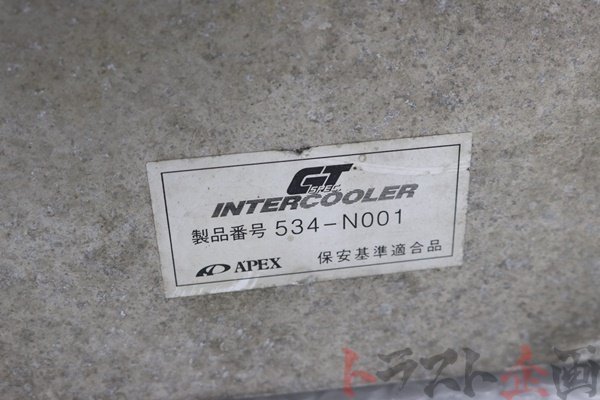 GT
SPEC.
INTERCOOLER
製品番号 534-N001
A'PEX 保安基準適合品
トラスト企画